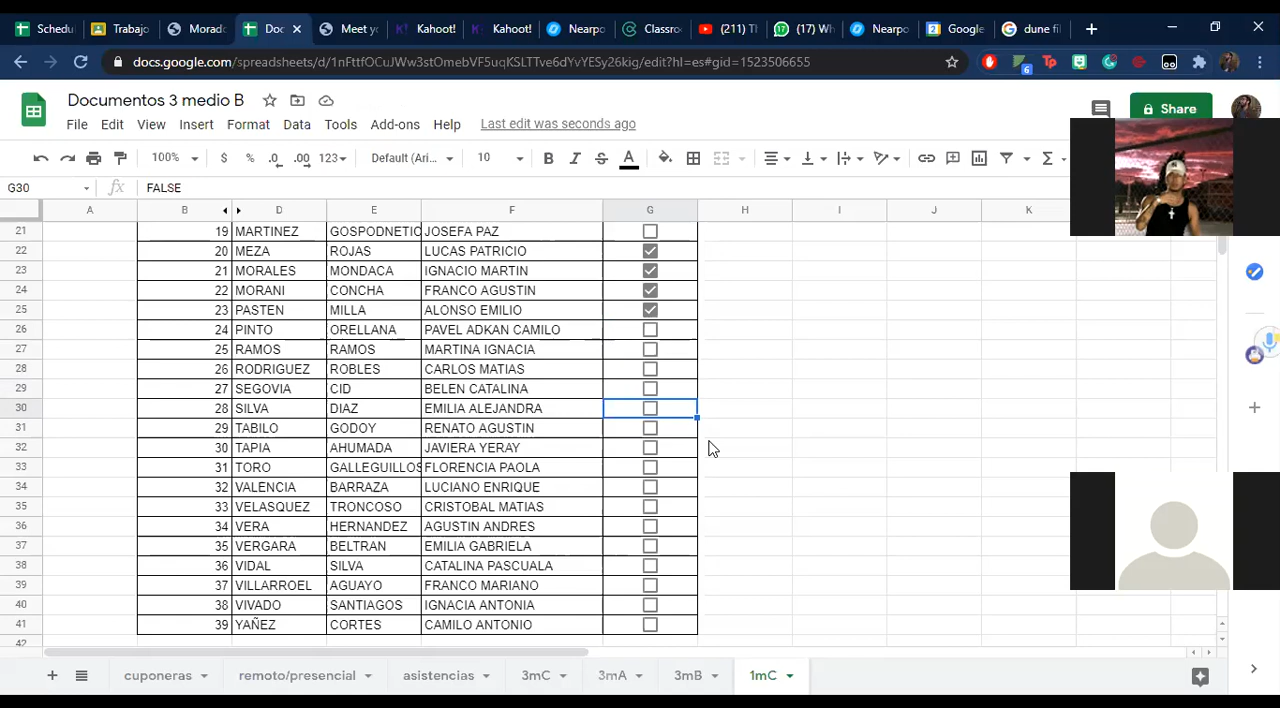 Schedu
Trabajo
Morado
Doc
Meet y
Kahoot!
Kahoot!
Nearpo
Classro
(211) T
(17) Wh
Nearpo
Google
dune fil
docs.google.com/spreadsheets/d/1nFttfOCuJWw3stOmebVF5uqKSLTTve6dYvYESy26kig/edit?hl=es#gid=1523506655
6
Documentos 3 medio B
Share
File Edit View Insert Format Data Tools Add-ons Help Last edit was seconds ago
100% $ % .0 .00 123 Default (Ari... 10 B I S A
G30 fx FALSE
A B D E F G H I J K
21 19 MARTINEZ GOSPODNETIC JOSEFA PAZ
22 20 MEZA ROJAS LUCAS PATRICIO
23 21 MORALES MONDACA IGNACIO MARTIN
24 22 MORANI CONCHA FRANCO AGUSTIN
25 23 PASTEN MILLA ALONSO EMILIO
26 24 PINTO ORELLANA PAVEL ADKAN CAMILO
27 25 RAMOS RAMOS MARTINA IGNACIA
28 26 RODRIGUEZ ROBLES CARLOS MATIAS
29 27 SEGOVIA CID BELEN CATALINA
30 28 SILVA DIAZ EMILIA ALEJANDRA
31 29 TABILO GODOY RENATO AGUSTIN
32 30 TAPIA AHUMADA JAVIERA YERAY
33 31 TORO GALLEGUILLOS FLORENCIA PAOLA
34 32 VALENCIA BARRAZA LUCIANO ENRIQUE
35 33 VELASQUEZ TRONCOSO CRISTOBAL MATIAS
36 34 VERA HERNANDEZ AGUSTIN ANDRES
37 35 VERGARA BELTRAN EMILIA GABRIELA
38 36 VIDAL SILVA CATALINA PASCUALA
39 37 VILLARROEL AGUAYO FRANCO MARIANO
40 38 VIVADO SANTIAGOS IGNACIA ANTONIA
41 39 YAÑEZ CORTES CAMILO ANTONIO
42
cuponeras remoto/presencial asistencias 3mC 3mA 3mB 1mC